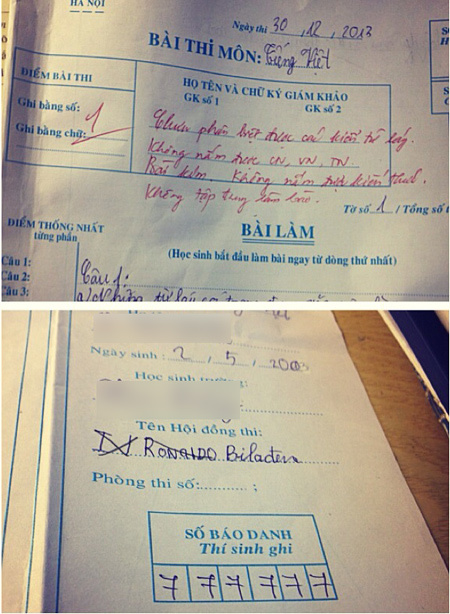 HÀ NỘI
Ngày thi 30 , 12 , 2013
BÀI THI MÔN: Tiếng Việt
ĐIỂM BÀI THI
HỌ TÊN VÀ CHỮ KÝ GIÁM KHẢO
GK số 1 GK số 2
Ghi bằng số: 1
Ghi bằng chữ:
Chưa phân biệt được các kiểu từ láy.
Không nắm được CN, VN, TN.
Bài kém. Không nắm được kiến thức.
Không tập trung làm bài.
Tờ số 1 / Tổng số t
ĐIỂM THỐNG NHẤT
từng phần
BÀI LÀM
(Học sinh bắt đầu làm bài ngay từ dòng thứ nhất)
Câu 1:
Câu 2:
Câu 3:
Câu 1:
a) Những từ láy
Ngày sinh : 2 / 5 / 2003
Học sinh trường:
Tên Hội đồng thi:
RONALDO Biladen
Phòng thi số: ;
SỐ BÁO DANH
Thí sinh ghi
7 7 7 7 7 7